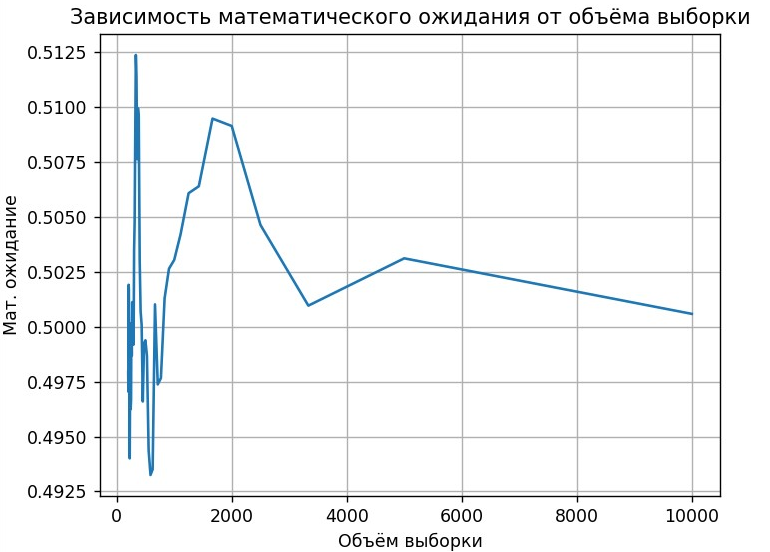 Зависимость математического ожидания от объёма выборки
0.5125
0.5100
0.5075
0.5050
0.5025
0.5000
0.4975
0.4950
0.4925
Мат. ожидание
0 2000 4000 6000 8000 10000
Объём выборки